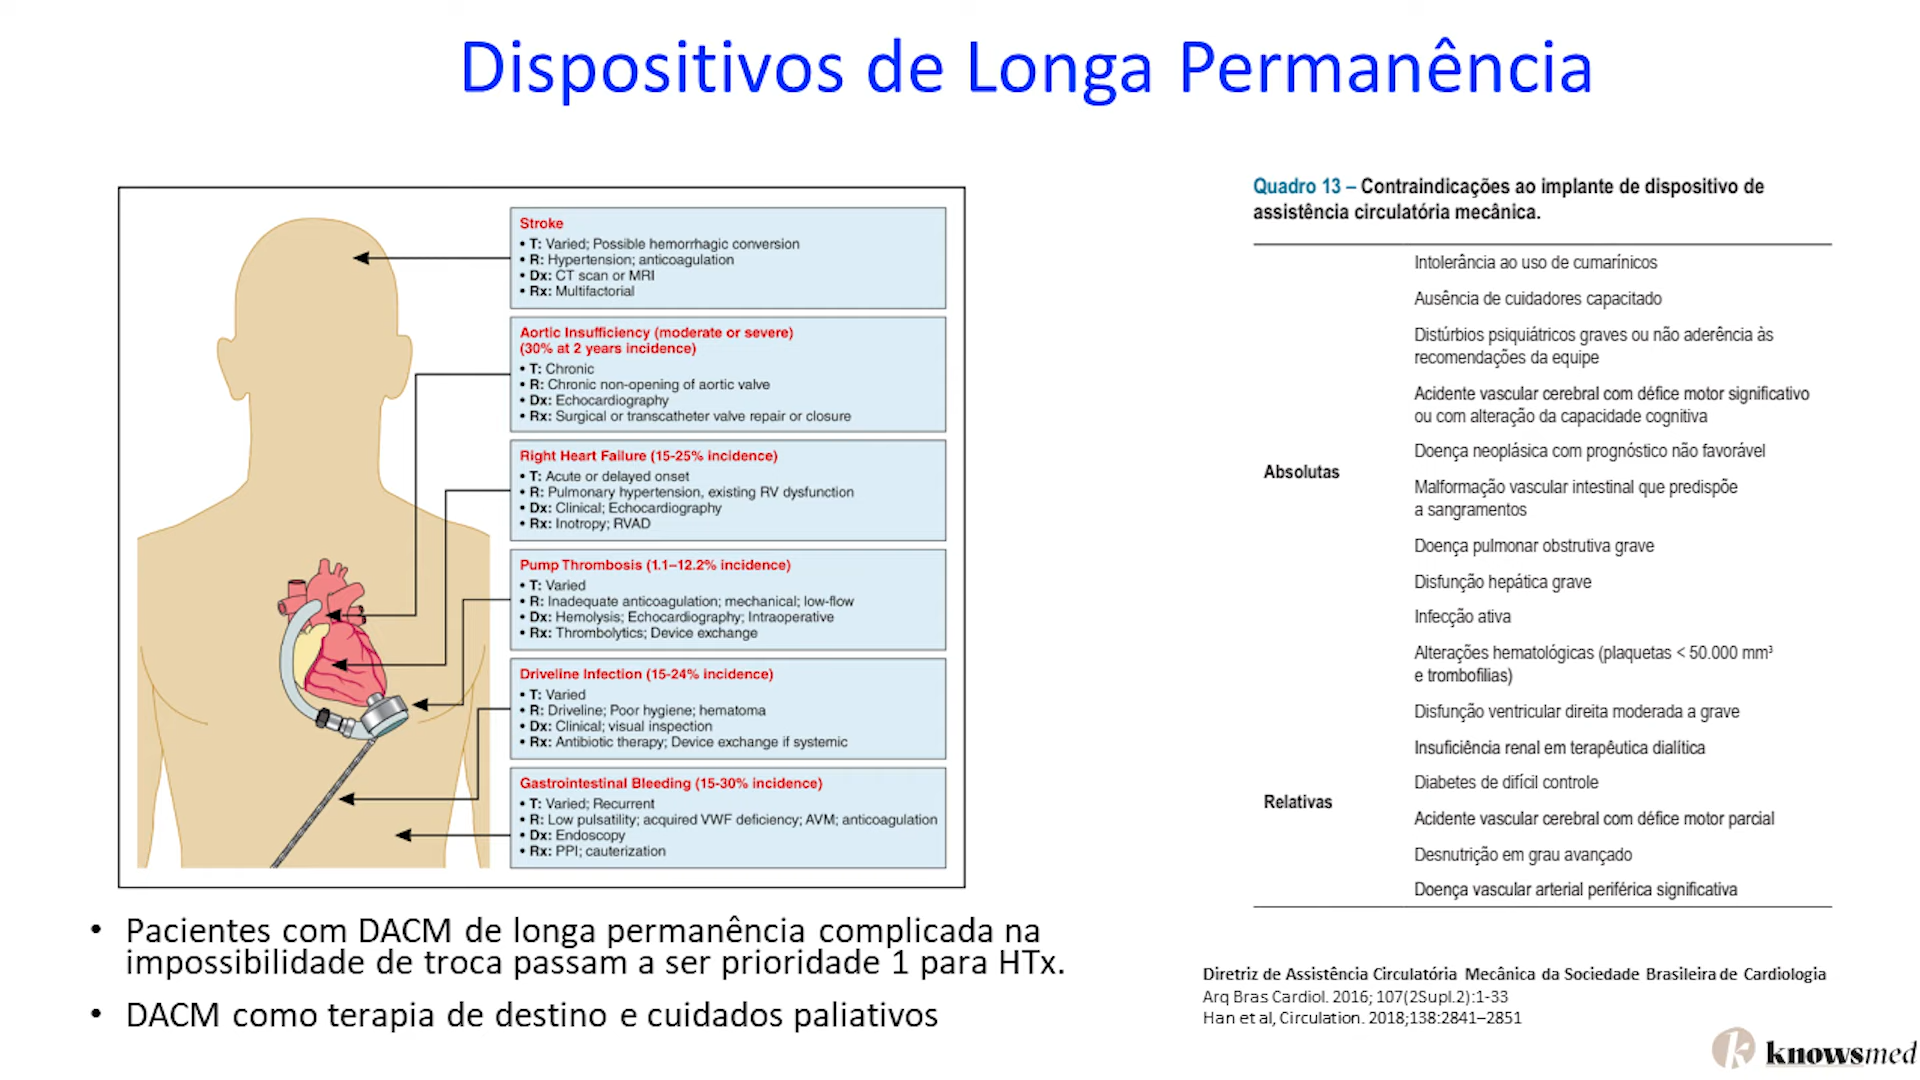 Dispositivos de Longa Permanência
Stroke
• T: Varied; Possible hemorrhagic conversion
• R: Hypertension; anticoagulation
• Dx: CT scan or MRI
• Rx: Multifactorial
Aortic Insufficiency (moderate or severe)
(30% at 2 years incidence)
• T: Chronic
• R: Chronic non-opening of aortic valve
• Dx: Echocardiography
• Rx: Surgical or transcatheter valve repair or closure
Right Heart Failure (15-25% incidence)
• T: Acute or delayed onset
• R: Pulmonary hypertension, existing RV dysfunction
• Dx: Clinical; Echocardiography
• Rx: Inotropy; RVAD
Pump Thrombosis (1.1–12.2% incidence)
• T: Varied
• R: Inadequate anticoagulation; mechanical; low-flow
• Dx: Hemolysis; Echocardiography; Intraoperative
• Rx: Thrombolytics; Device exchange
Driveline Infection (15-24% incidence)
• T: Varied
• R: Driveline; Poor hygiene; hematoma
• Dx: Clinical; visual inspection
• Rx: Antibiotic therapy; Device exchange if systemic
Gastrointestinal Bleeding (15-30% incidence)
• T: Varied; Recurrent
• R: Low pulsatility; acquired VWF deficiency; AVM; anticoagulation
• Dx: Endoscopy
• Rx: PPI; cauterization
• Pacientes com DACM de longa permanência complicada na
impossibilidade de troca passam a ser prioridade 1 para HTx.
• DACM como terapia de destino e cuidados paliativos
Quadro 13 – Contraindicações ao implante de dispositivo de
assistência circulatória mecânica.
Absolutas
Intolerância ao uso de cumarínicos
Ausência de cuidadores capacitado
Distúrbios psiquiátricos graves ou não aderência às
recomendações da equipe
Acidente vascular cerebral com défice motor significativo
ou com alteração da capacidade cognitiva
Doença neoplásica com prognóstico não favorável
Malformação vascular intestinal que predispõe
a sangramentos
Doença pulmonar obstrutiva grave
Disfunção hepática grave
Infecção ativa
Alterações hematológicas (plaquetas < 50.000 mm³
e trombofilias)
Relativas
Disfunção ventricular direita moderada a grave
Insuficiência renal em terapêutica dialítica
Diabetes de difícil controle
Acidente vascular cerebral com défice motor parcial
Desnutrição em grau avançado
Doença vascular arterial periférica significativa
Diretriz de Assistência Circulatória Mecânica da Sociedade Brasileira de Cardiologia
Arq Bras Cardiol. 2016; 107(2Supl.2):1-33
Han et al, Circulation. 2018;138:2841–2851
k knowsmed